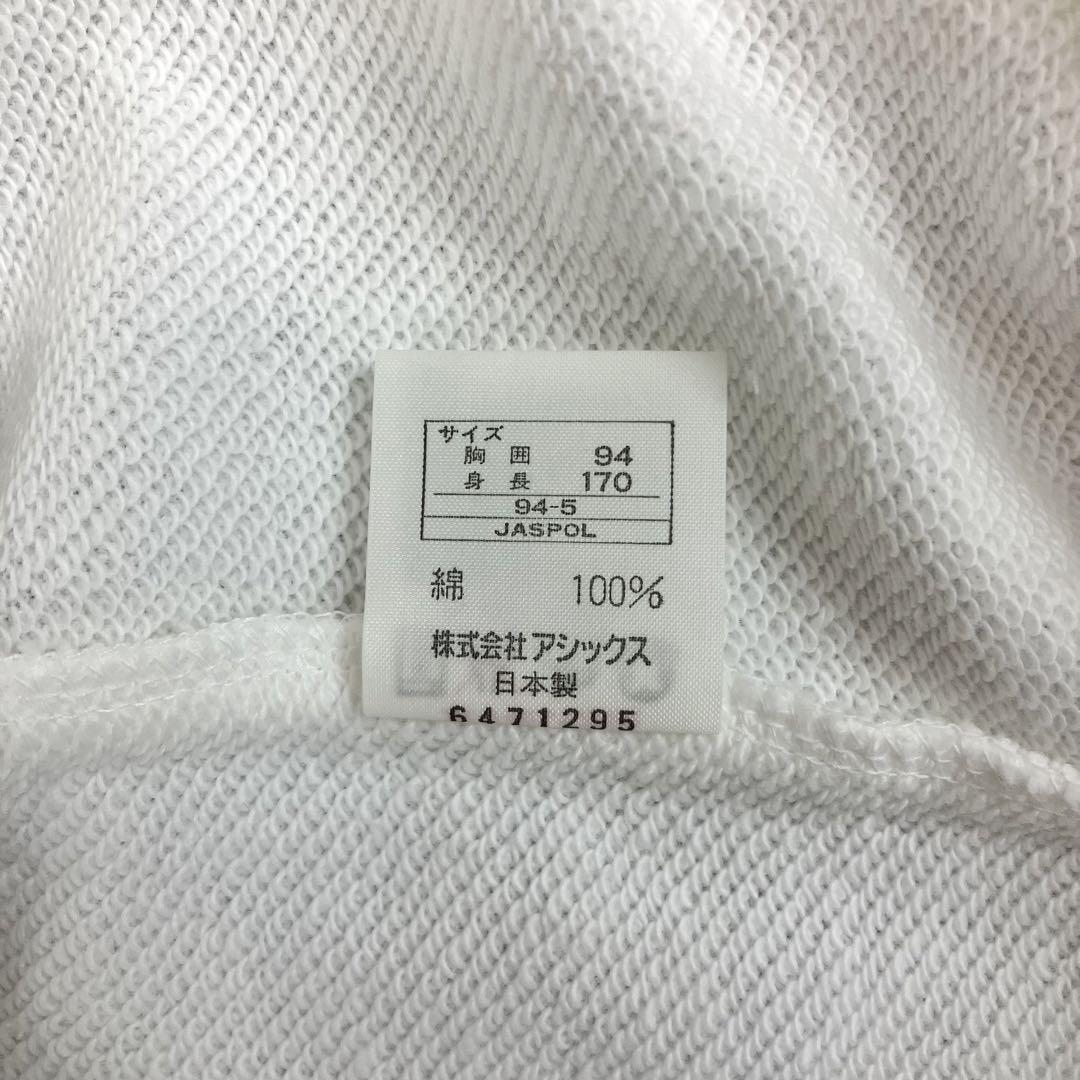 サイズ
胸囲 94
身長 170
94-5
JASPOL
綿 100%
株式会社アシックス
日本製
6471295